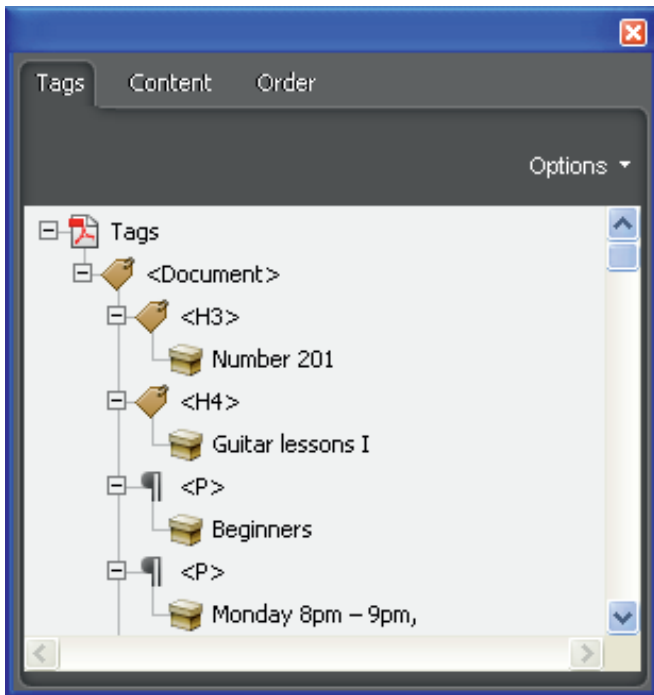 Tags Content Order
Options
Tags
<Document>
<H3>
Number 201
<H4>
Guitar lessons I
<P>
Beginners
<P>
Monday 8pm – 9pm,